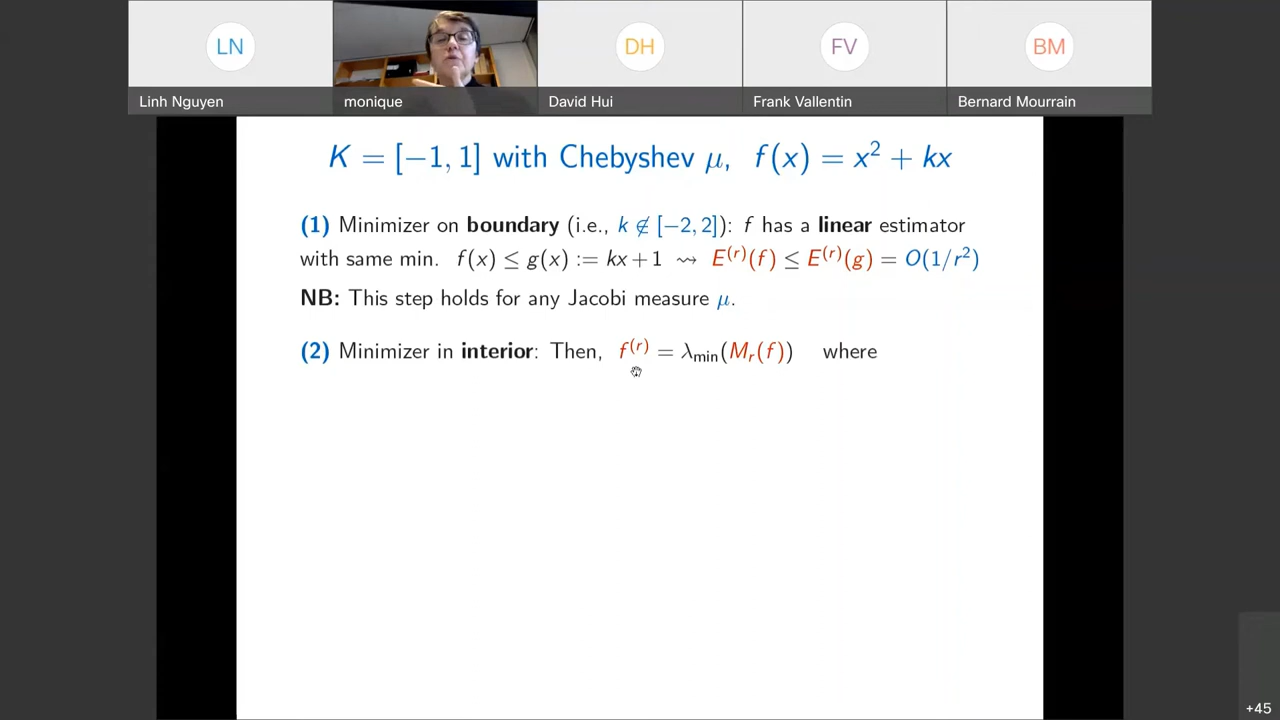 LN
DH
FV
BM
Linh Nguyen
monique
David Hui
Frank Vallentin
Bernard Mourrain
K = [−1, 1] with Chebyshev μ, f(x) = x² + kx
(1) Minimizer on boundary (i.e., k ∉ [−2, 2]): f has a linear estimator
with same min. f(x) ≤ g(x) := kx + 1 ⇝ E⁽ʳ⁾(f) ≤ E⁽ʳ⁾(g) = O(1/r²)
NB: This step holds for any Jacobi measure μ.
(2) Minimizer in interior: Then, f⁽ʳ⁾ = λ_min(M_r(f)) where
+45